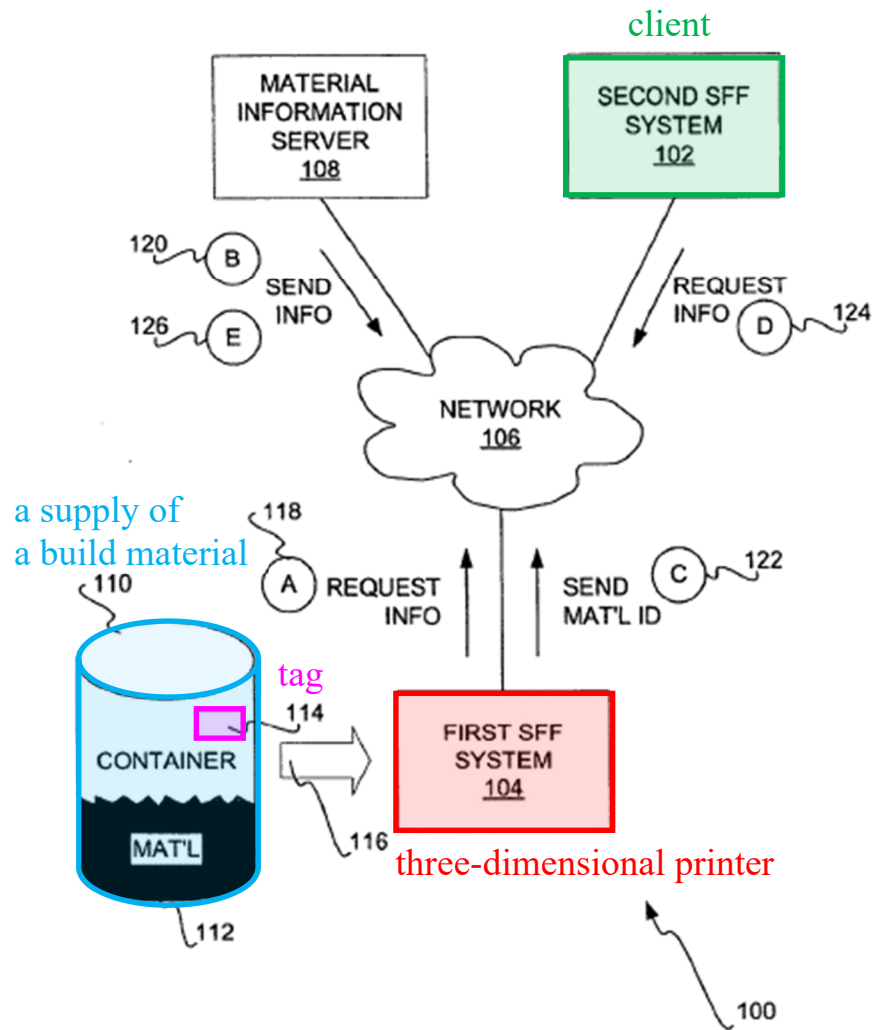 client
MATERIAL
INFORMATION
SERVER
108
SECOND SFF
SYSTEM
102
120
B
SEND
INFO
126
E
REQUEST
INFO
D
124
NETWORK
106
a supply of
a build material
110
118
A
REQUEST
INFO
SEND
MAT'L ID
C
122
tag
114
CONTAINER
MAT'L
112
116
FIRST SFF
SYSTEM
104
three-dimensional printer
100